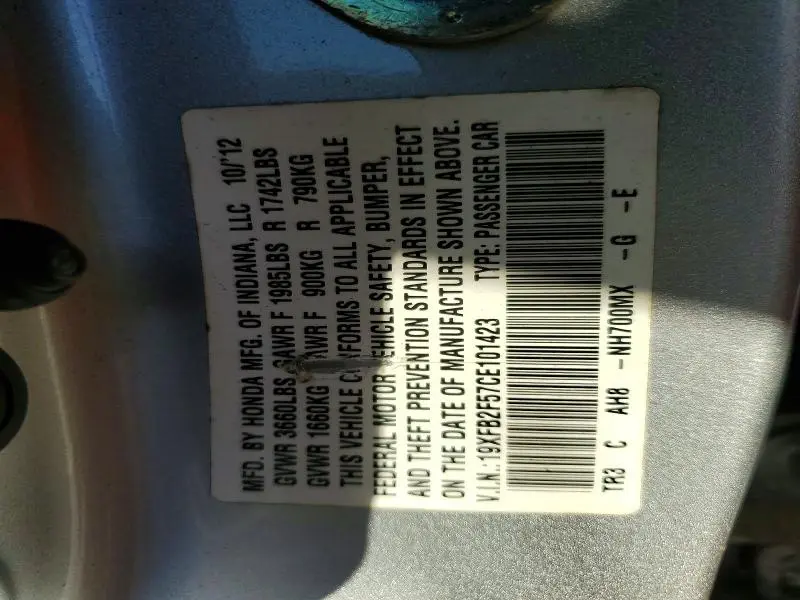 MFD. BY HONDA MFG. OF INDIANA, LLC 10/'12
GVWR 3660LBS GAWR F 1985LBS R 1742LBS
GVWR 1660KG GAWR F 900KG R 790KG
THIS VEHICLE CONFORMS TO ALL APPLICABLE
FEDERAL MOTOR VEHICLE SAFETY, BUMPER,
AND THEFT PREVENTION STANDARDS IN EFFECT
ON THE DATE OF MANUFACTURE SHOWN ABOVE.
V.I.N.:19XFB2F57CE101423 TYPE: PASSENGER CAR
TR3 C AH8 -NH700MX -G -E